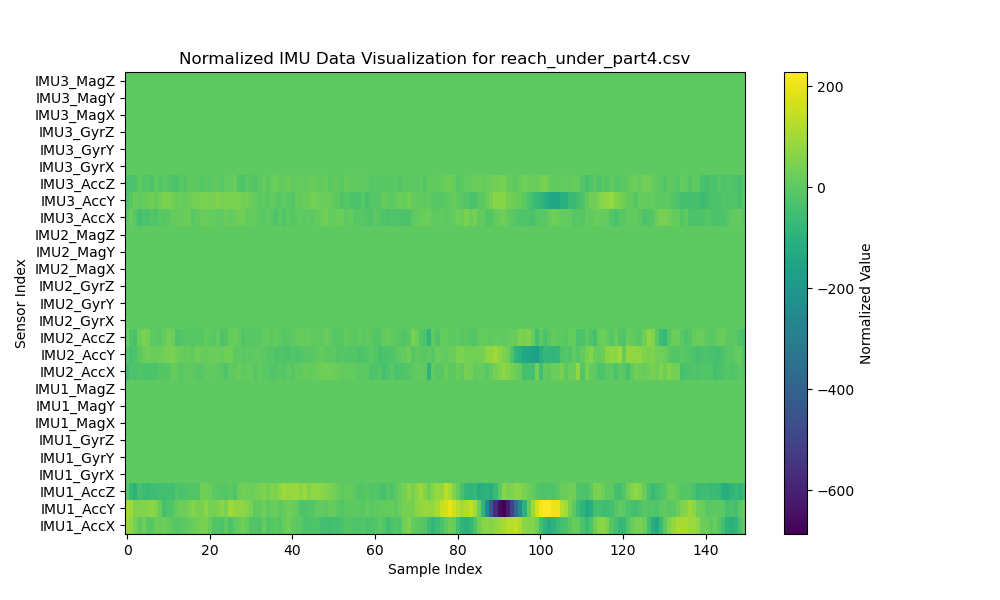 Normalized IMU Data Visualization for reach_under_part4.csv
Sensor Index
IMU3_MagZ
IMU3_MagY
IMU3_MagX
IMU3_GyrZ
IMU3_GyrY
IMU3_GyrX
IMU3_AccZ
IMU3_AccY
IMU3_AccX
IMU2_MagZ
IMU2_MagY
IMU2_MagX
IMU2_GyrZ
IMU2_GyrY
IMU2_GyrX
IMU2_AccZ
IMU2_AccY
IMU2_AccX
IMU1_MagZ
IMU1_MagY
IMU1_MagX
IMU1_GyrZ
IMU1_GyrY
IMU1_GyrX
IMU1_AccZ
IMU1_AccY
IMU1_AccX
0 20 40 60 80 100 120 140
Sample Index
200
0
−200
−400
−600
Normalized Value